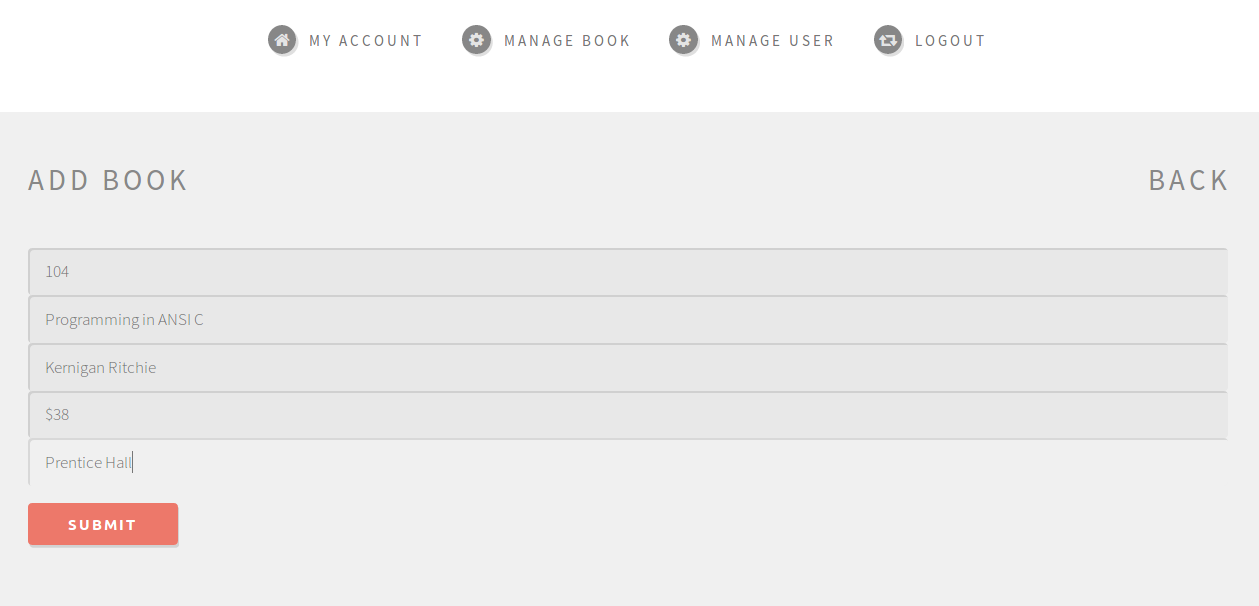 MY ACCOUNT MANAGE BOOK MANAGE USER LOGOUT
ADD BOOK BACK
104
Programming in ANSI C
Kernigan Ritchie
$38
Prentice Hall
SUBMIT